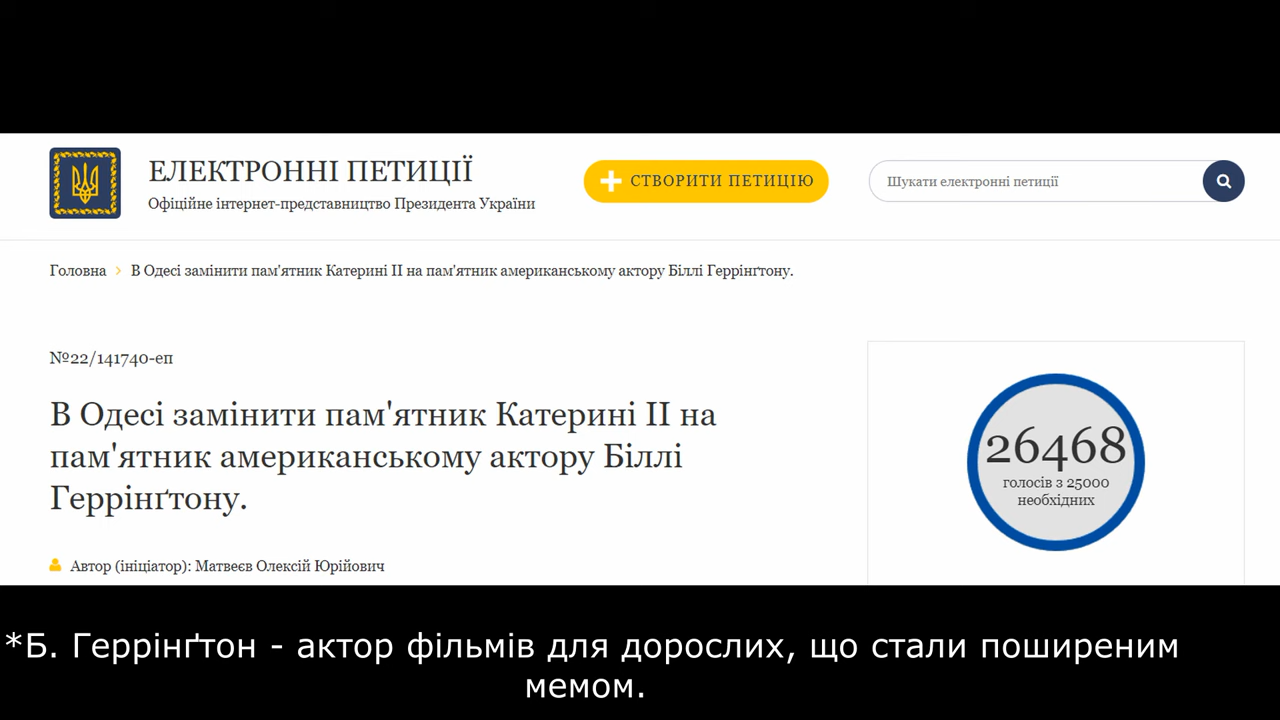 ЕЛЕКТРОННІ ПЕТИЦІЇ
Офіційне інтернет-представництво Президента України
СТВОРИТИ ПЕТИЦІЮ
Шукати електронні петиції
Головна > В Одесі замінити пам'ятник Катерині II на пам'ятник американському актору Біллі Геррінґтону.
№22/141740-еп
В Одесі замінити пам'ятник Катерині II на
пам'ятник американському актору Біллі
Геррінґтону.
26468
голосів з 25000
необхідних
Автор (ініціатор): Матвеєв Олексій Юрійович
*Б. Геррінґтон - актор фільмів для дорослих, що стали поширеним
мемом.